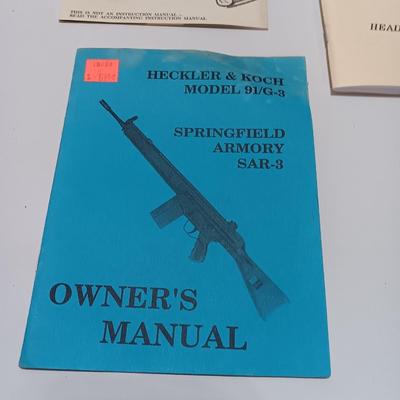 THIS IS NOT AN INSTRUCTION MANUAL -
READ THE ACCOMPANYING INSTRUCTION MANUAL
HECKLER & KOCH
MODEL 91/G-3
SPRINGFIELD
ARMORY
SAR-3
OWNER'S
MANUAL